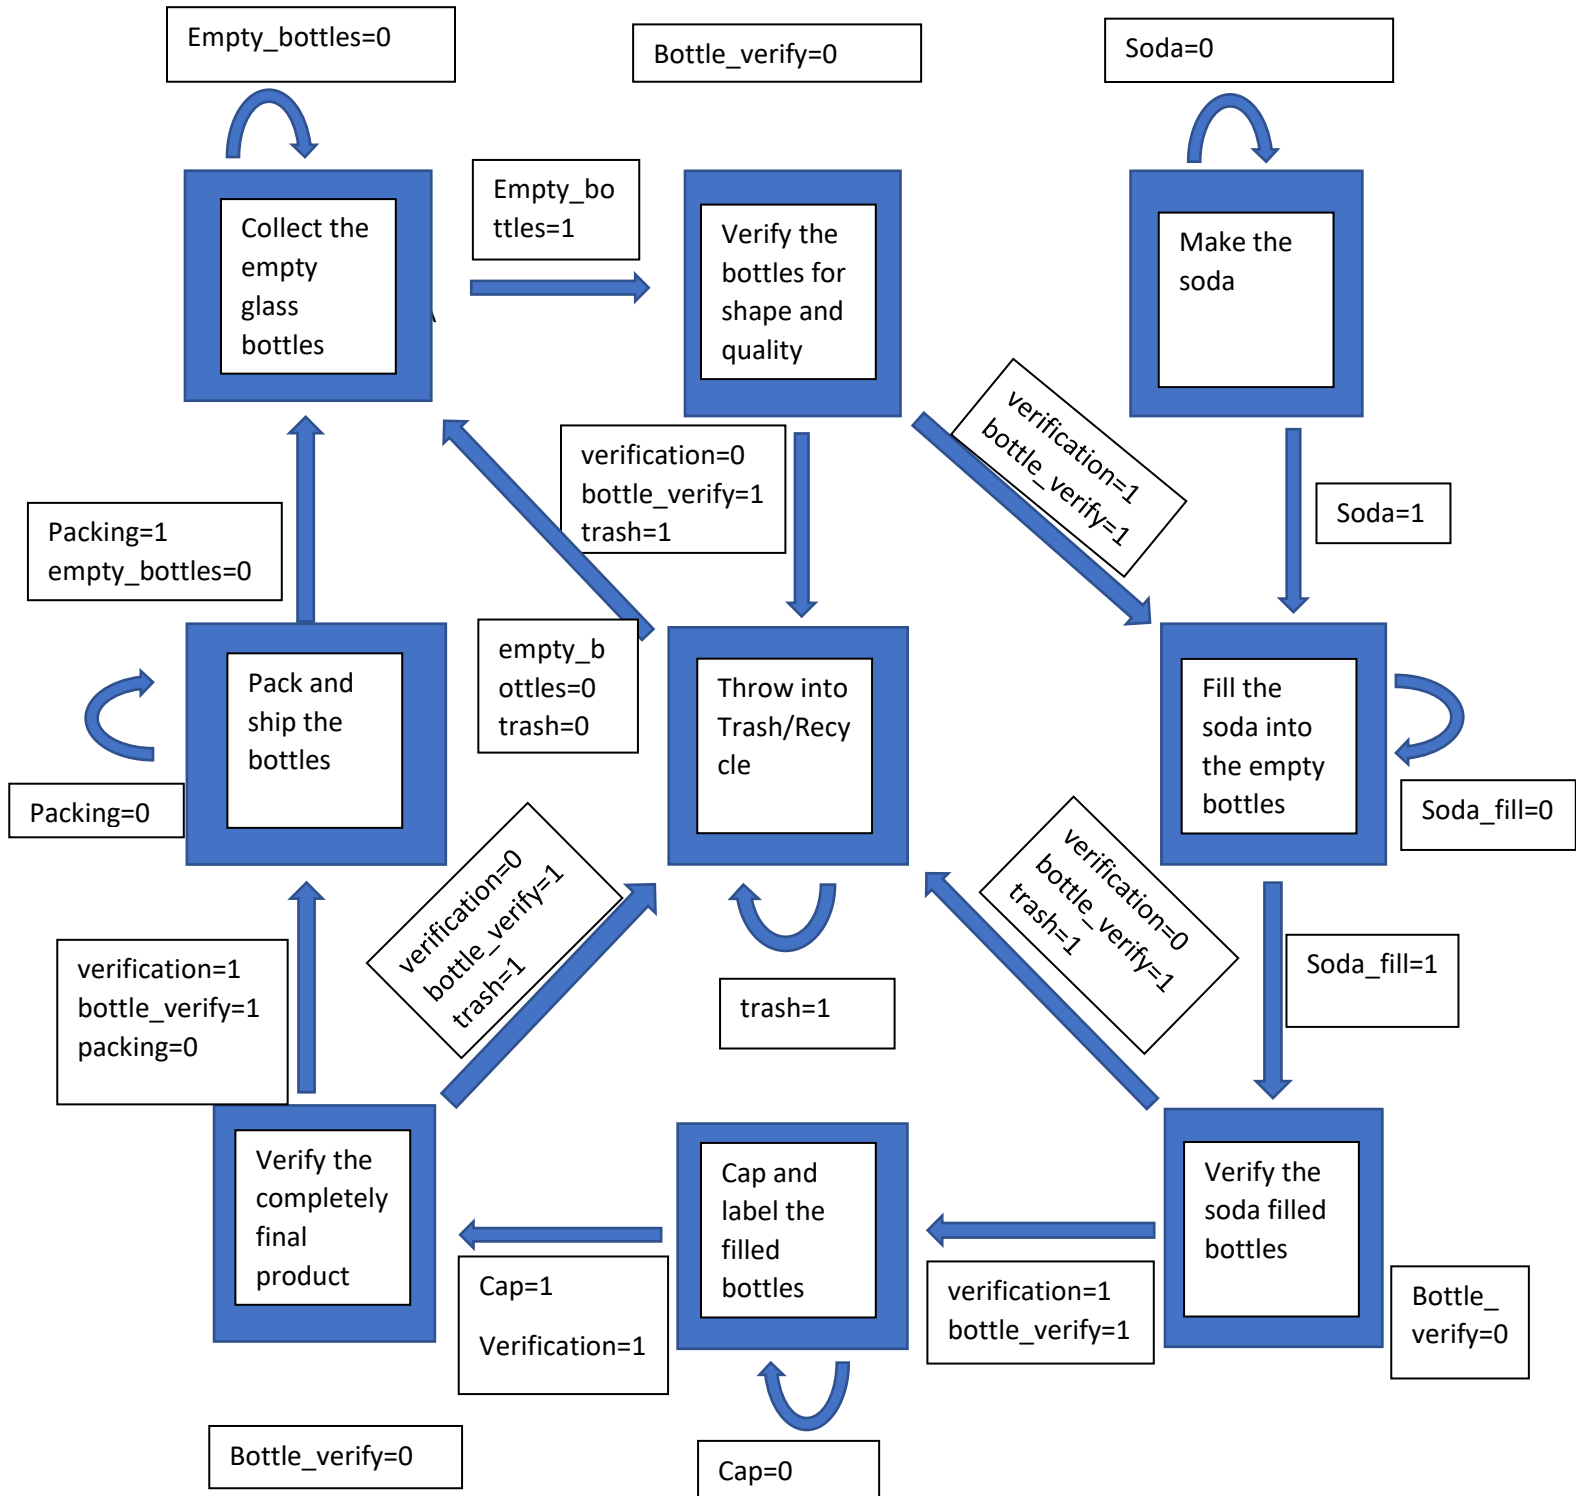 Empty_bottles=0
Bottle_verify=0
Soda=0
Collect the
empty
glass
bottles
Empty_bo
ttles=1
Verify the
bottles for
shape and
quality
Make the
soda
verification=0
bottle_verify=1
trash=1
verification=1
bottle_verify=1
Soda=1
Packing=1
empty_bottles=0
empty_b
ottles=0
trash=0
Pack and
ship the
bottles
Throw into
Trash/Recy
cle
Fill the
soda into
the empty
bottles
Packing=0
Soda_fill=0
verification=0
bottle_verify=1
trash=1
verification=0
bottle_verify=1
trash=1
verification=1
bottle_verify=1
packing=0
trash=1
Soda_fill=1
Verify the
completely
final
product
Cap and
label the
filled
bottles
Verify the
soda filled
bottles
Cap=1
Verification=1
verification=1
bottle_verify=1
Bottle_
verify=0
Bottle_verify=0
Cap=0